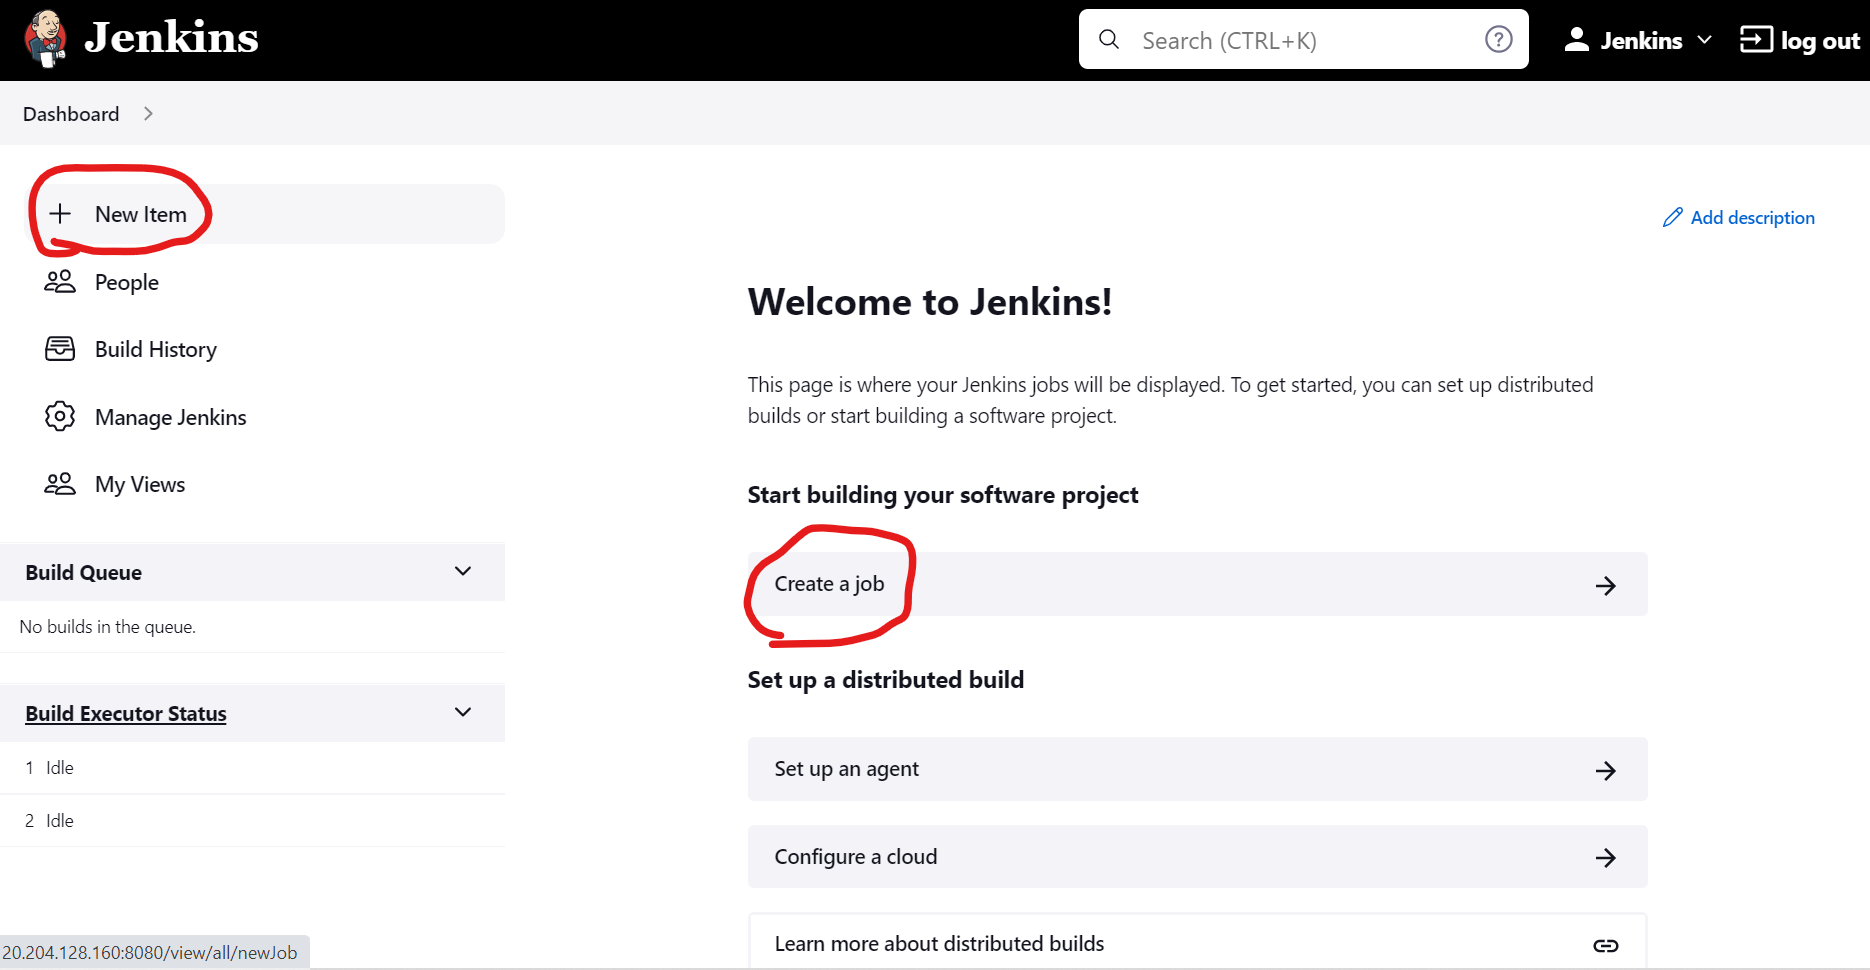 Jenkins
Search (CTRL+K)
Jenkins
log out
Dashboard
New Item
Add description
People
Build History
Manage Jenkins
My Views
Build Queue
No builds in the queue.
Build Executor Status
1 Idle
2 Idle
Welcome to Jenkins!
This page is where your Jenkins jobs will be displayed. To get started, you can set up distributed
builds or start building a software project.
Start building your software project
Create a job
Set up a distributed build
Set up an agent
Configure a cloud
Learn more about distributed builds
20.204.128.160:8080/view/all/newJob